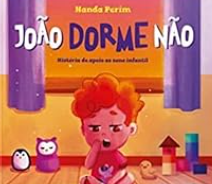 Nanda Perim
JOÃO DORME NÃO
História de apoio ao sono infantil